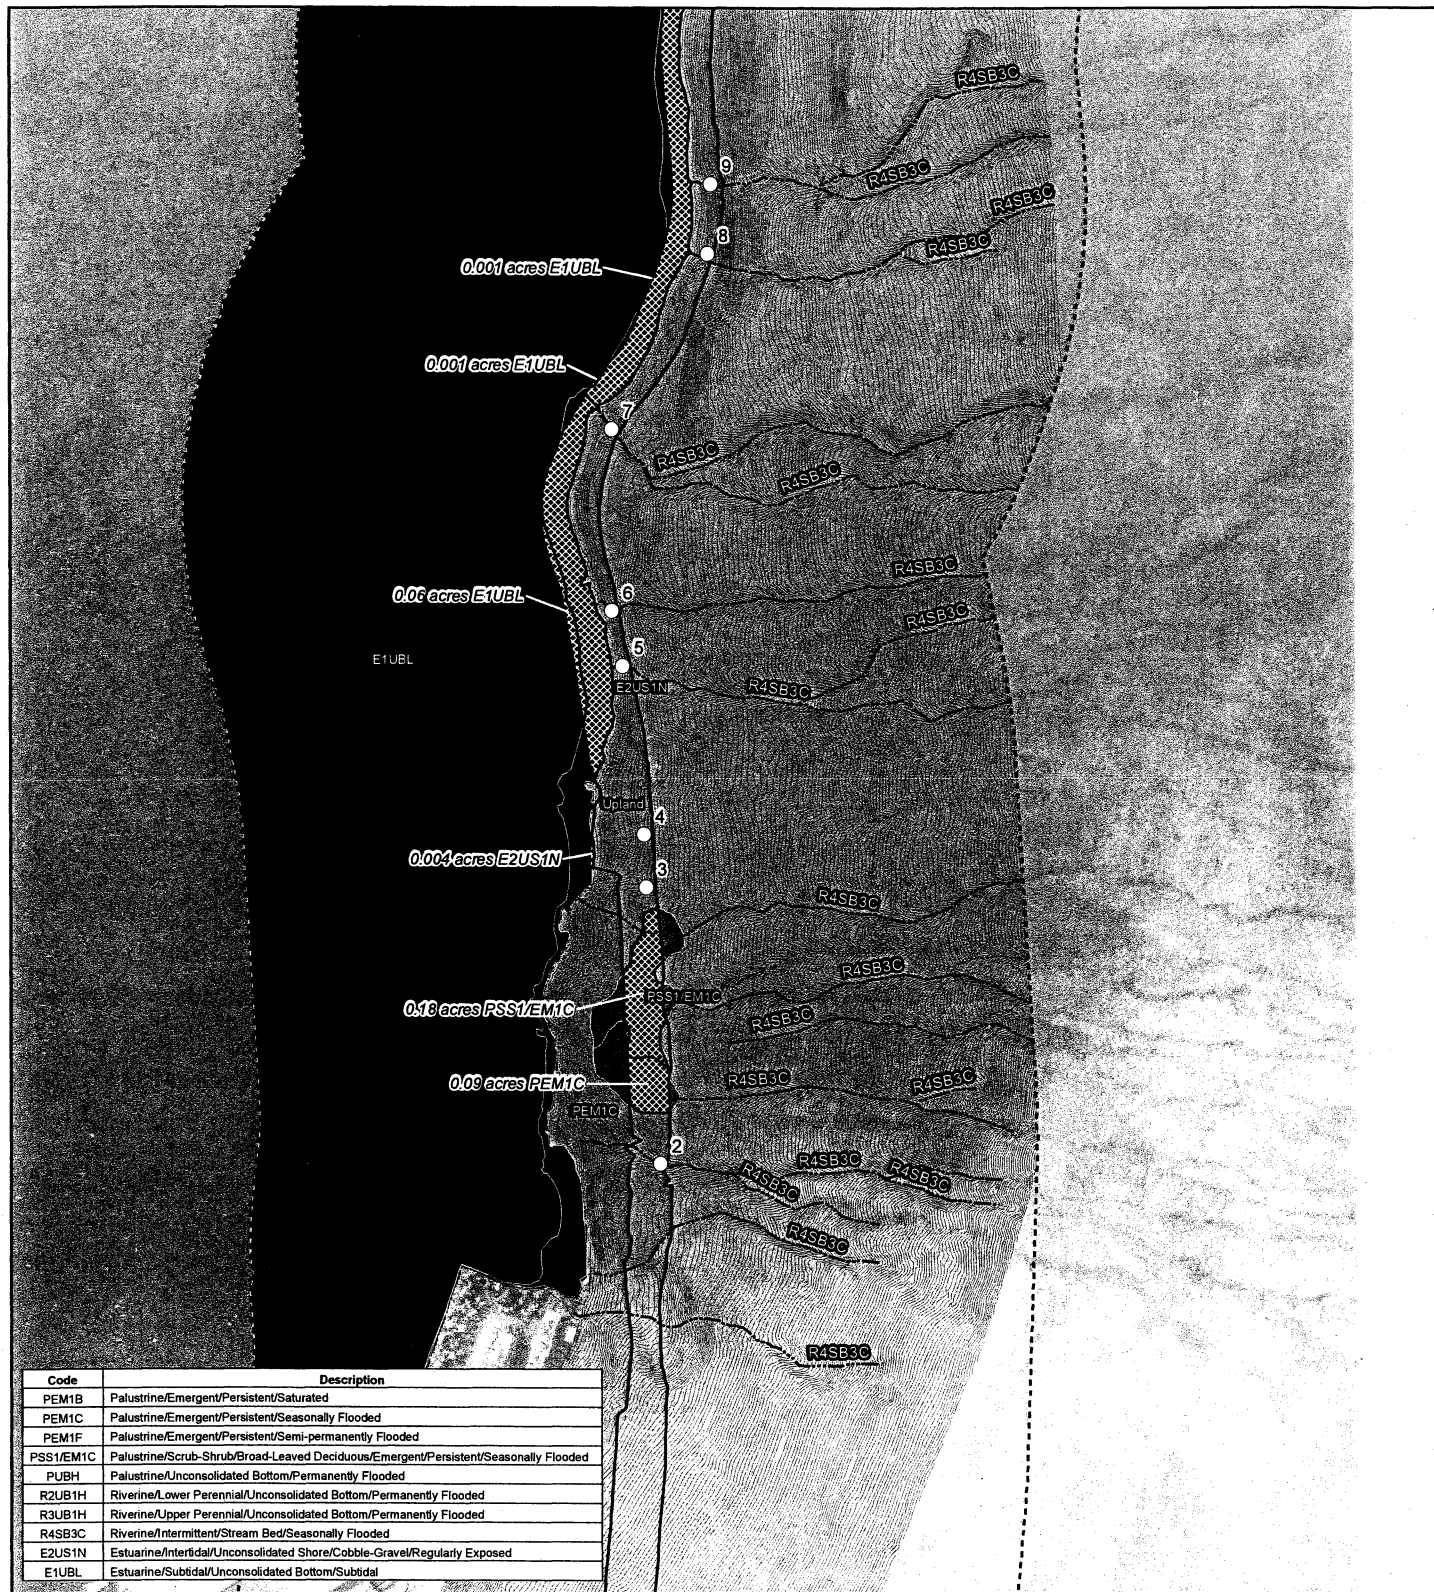 R4SB3C
9
R4SB3C
R4SB3C
8
R4SB3C
0.001 acres E1UBL
0.001 acres E1UBL
7
R4SB3C
R4SB3C
R4SB3C
6
0.06 acres E1UBL
R4SB3C
5
E1UBL
E2US1N
R4SB3C
Upland
4
0.004 acres E2US1N
3
R4SB3C
R4SB3C
PSS1/EM1C
0.18 acres PSS1/EM1C
R4SB3C
R4SB3C
R4SB3C
0.09 acres PEM1C
PEM1C
2
R4SB3C
R4SB3C
R4SB3C
R4SB3C
R4SB3C
Code Description
PEM1B Palustrine/Emergent/Persistent/Saturated
PEM1C Palustrine/Emergent/Persistent/Seasonally Flooded
PEM1F Palustrine/Emergent/Persistent/Semi-permanently Flooded
PSS1/EM1C Palustrine/Scrub-Shrub/Broad-Leaved Deciduous/Emergent/Persistent/Seasonally Flooded
PUBH Palustrine/Unconsolidated Bottom/Permanently Flooded
R2UB1H Riverine/Lower Perennial/Unconsolidated Bottom/Permanently Flooded
R3UB1H Riverine/Upper Perennial/Unconsolidated Bottom/Permanently Flooded
R4SB3C Riverine/Intermittent/Stream Bed/Seasonally Flooded
E2US1N Estuarine/Intertidal/Unconsolidated Shore/Cobble-Gravel/Regularly Exposed
E1UBL Estuarine/Subtidal/Unconsolidated Bottom/Subtidal